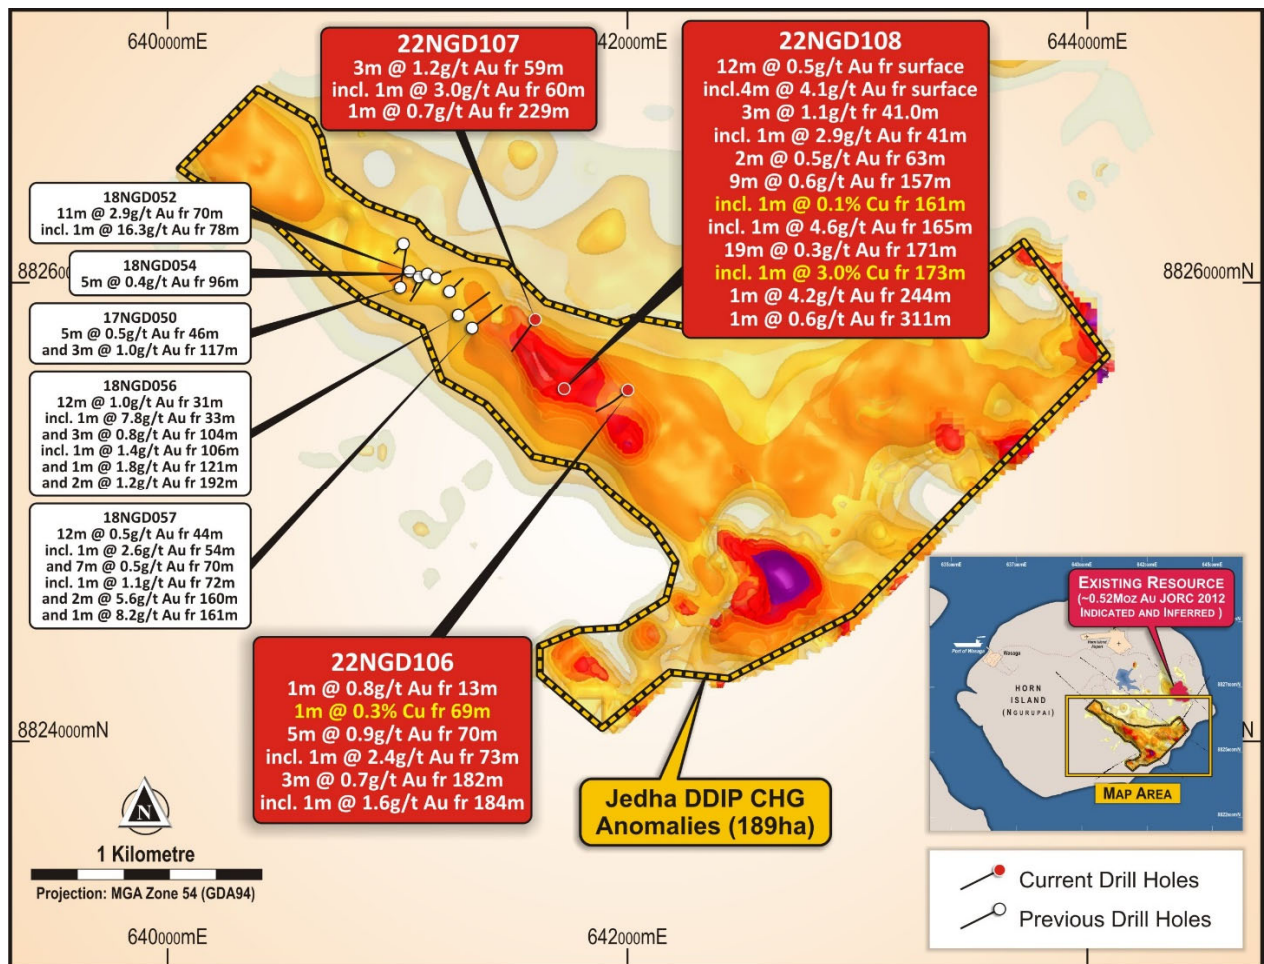 640000mE
42000mE
644000mE
22NGD107
3m @ 1.2g/t Au fr 59m
incl. 1m @ 3.0g/t Au fr 60m
1m @ 0.7g/t Au fr 229m
22NGD108
12m @ 0.5g/t Au fr surface
incl.4m @ 4.1g/t Au fr surface
3m @ 1.1g/t fr 41.0m
incl. 1m @ 2.9g/t Au fr 41m
2m @ 0.5g/t Au fr 63m
9m @ 0.6g/t Au fr 157m
incl. 1m @ 0.1% Cu fr 161m
incl. 1m @ 4.6g/t Au fr 165m
19m @ 0.3g/t Au fr 171m
incl. 1m @ 3.0% Cu fr 173m
1m @ 4.2g/t Au fr 244m
1m @ 0.6g/t Au fr 311m
18NGD052
11m @ 2.9g/t Au fr 70m
incl. 1m @ 16.3g/t Au fr 78m
882600
8826000mN
18NGD054
5m @ 0.4g/t Au fr 96m
17NGD050
5m @ 0.5g/t Au fr 46m
and 3m @ 1.0g/t Au fr 117m
18NGD056
12m @ 1.0g/t Au fr 31m
incl. 1m @ 7.8g/t Au fr 33m
and 3m @ 0.8g/t Au fr 104m
incl. 1m @ 1.4g/t Au fr 106m
and 1m @ 1.8g/t Au fr 121m
and 2m @ 1.2g/t Au fr 192m
18NGD057
12m @ 0.5g/t Au fr 44m
incl. 1m @ 2.6g/t Au fr 54m
and 7m @ 0.5g/t Au fr 70m
incl. 1m @ 1.1g/t Au fr 72m
and 2m @ 5.6g/t Au fr 160m
and 1m @ 8.2g/t Au fr 161m
22NGD106
1m @ 0.8g/t Au fr 13m
1m @ 0.3% Cu fr 69m
5m @ 0.9g/t Au fr 70m
incl. 1m @ 2.4g/t Au fr 73m
3m @ 0.7g/t Au fr 182m
incl. 1m @ 1.6g/t Au fr 184m
8824000mN
N
Jedha DDIP CHG
Anomalies (189ha)
EXISTING RESOURCE
(~0.52MOZ AU JORC 2012
INDICATED AND INFERRED )
Port of Wasaga
Wasaga
Horn Island
Airport
HORN
ISLAND
(NGURUPAI)
8827000mN
8825000mN
MAP AREA
N
1 Kilometre
Projection: MGA Zone 54 (GDA94)
Current Drill Holes
Previous Drill Holes
640000mE
642000mE